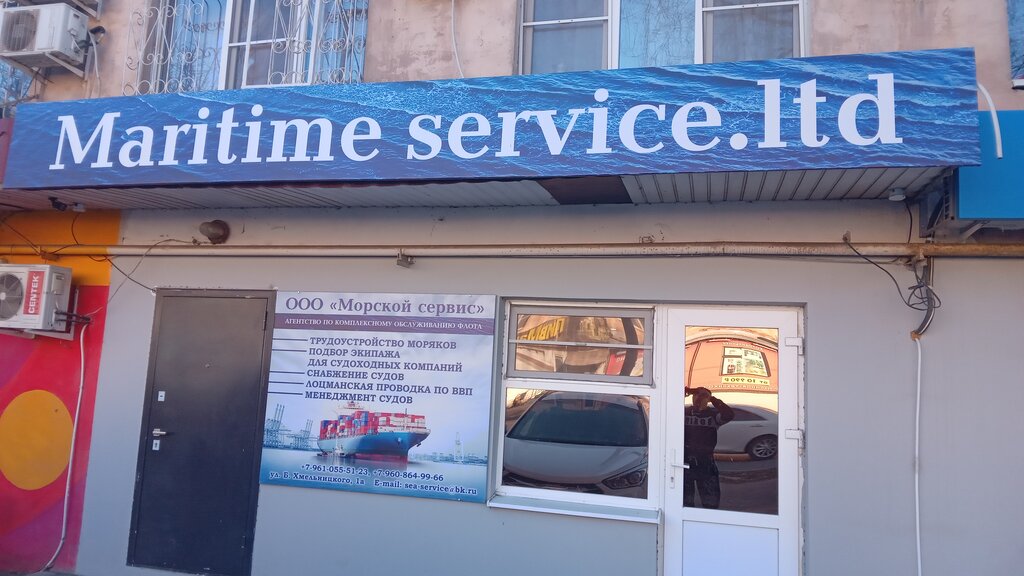 Maritime service.ltd
CENTEK
ООО «Морской сервис»
АГЕНТСТВО ПО КОМПЛЕКСНОМУ ОБСЛУЖИВАНИЮ ФЛОТА
ТРУДОУСТРОЙСТВО МОРЯКОВ
ПОДБОР ЭКИПАЖА
ДЛЯ СУДОХОДНЫХ КОМПАНИЙ
СНАБЖЕНИЕ СУДОВ
ЛОЦМАНСКАЯ ПРОВОДКА ПО ВВП
МЕНЕДЖМЕНТ СУДОВ
+7-961-055-51-23, +7-960-864-99-66
ул. Б. Хмельницкого, 1а E-mail: sea-service@bk.ru